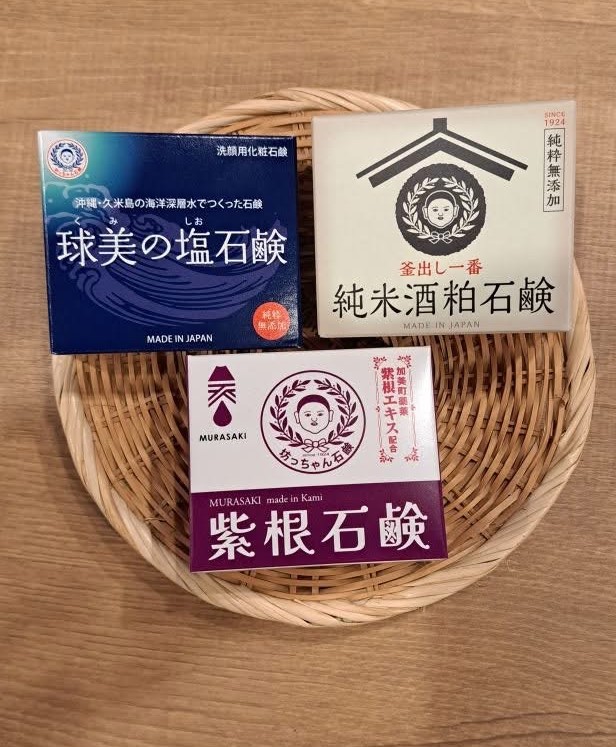 洗顔用化粧石鹸
沖縄・久米島の海洋深層水でつくった石鹸
くみ しお
球美の塩石鹸
純粋
無添加
MADE IN JAPAN
SINCE
1924
純粋無添加
釜出し一番
純米酒粕石鹸
MADE IN JAPAN
MURASAKI
坊っちゃん石鹸
since 1924
加美町醸薬
紫根エキス配合
MURASAKI made in Kami
紫根石鹸